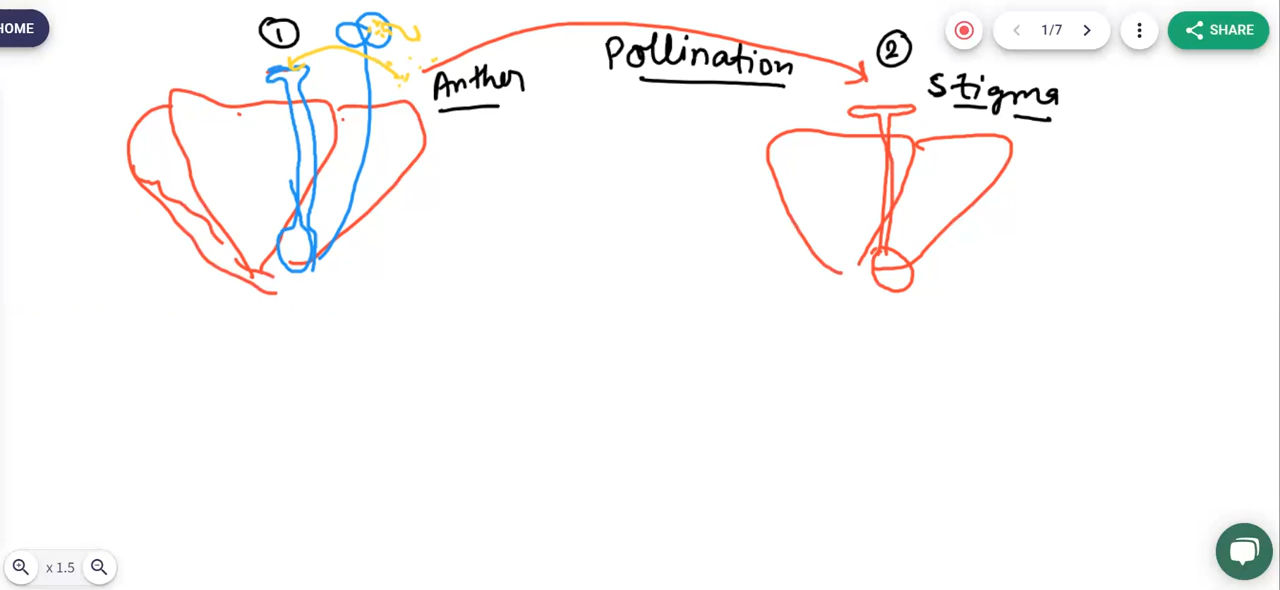 HOME
①
Anther
Pollination
②
Stigma
1/7
SHARE
x 1.5